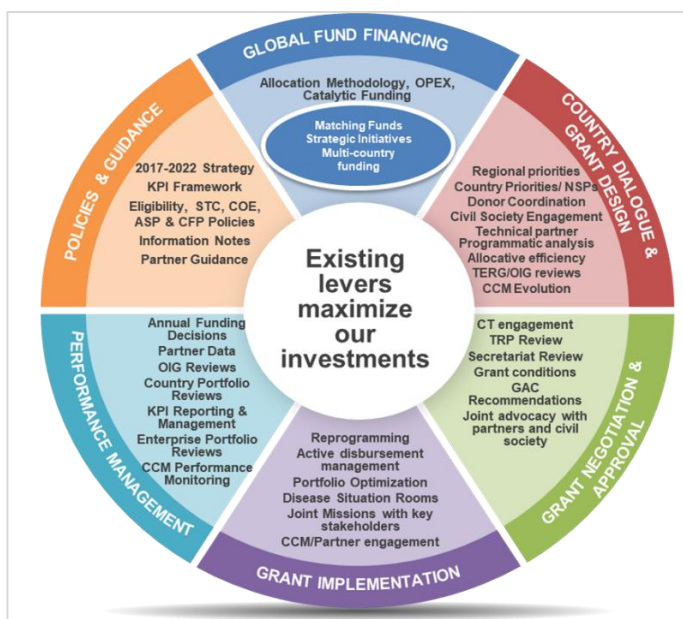 GLOBAL FUND FINANCING
Allocation Methodology, OPEX,
Catalytic Funding
Matching Funds
Strategic Initiatives
Multi-country
funding
COUNTRY DIALOGUE &
GRANT DESIGN
Regional priorities
Country Priorities/ NSPs
Donor Coordination
Civil Society Engagement
Technical partner
Programmatic analysis
Allocative efficiency
TERG/OIG reviews
CCM Evolution
GRANT NEGOTIATION &
APPROVAL
CT engagement
TRP Review
Secretariat Review
Grant conditions
GAC
Recommendations
Joint advocacy with
partners and civil
society
GRANT IMPLEMENTATION
Reprogramming
Active disbursement
management
Portfolio Optimization
Disease Situation Rooms
Joint Missions with key
stakeholders
CCM/Partner engagement
PERFORMANCE MANAGEMENT
Annual Funding
Decisions
Partner Data
OIG Reviews
Country Portfolio
Reviews
KPI Reporting &
Management
Enterprise Portfolio
Reviews
CCM Performance
Monitoring
POLICIES & GUIDANCE
2017-2022 Strategy
KPI Framework
Eligibility, STC, COE,
ASP & CFP Policies
Information Notes
Partner Guidance
Existing
levers
maximize
our
investments